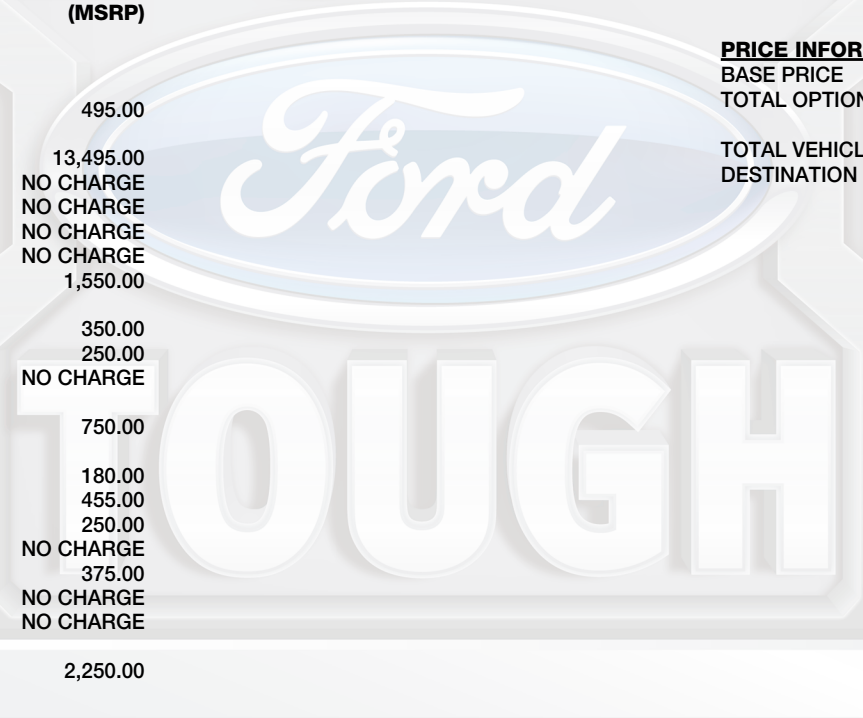 (MSRP)
495.00
13,495.00
NO CHARGE
NO CHARGE
NO CHARGE
NO CHARGE
1,550.00
350.00
250.00
NO CHARGE
750.00
180.00
455.00
250.00
NO CHARGE
375.00
NO CHARGE
NO CHARGE
2,250.00
PRICE INFOR
BASE PRICE
TOTAL OPTION
TOTAL VEHICL
DESTINATION
Ford
TOUGH